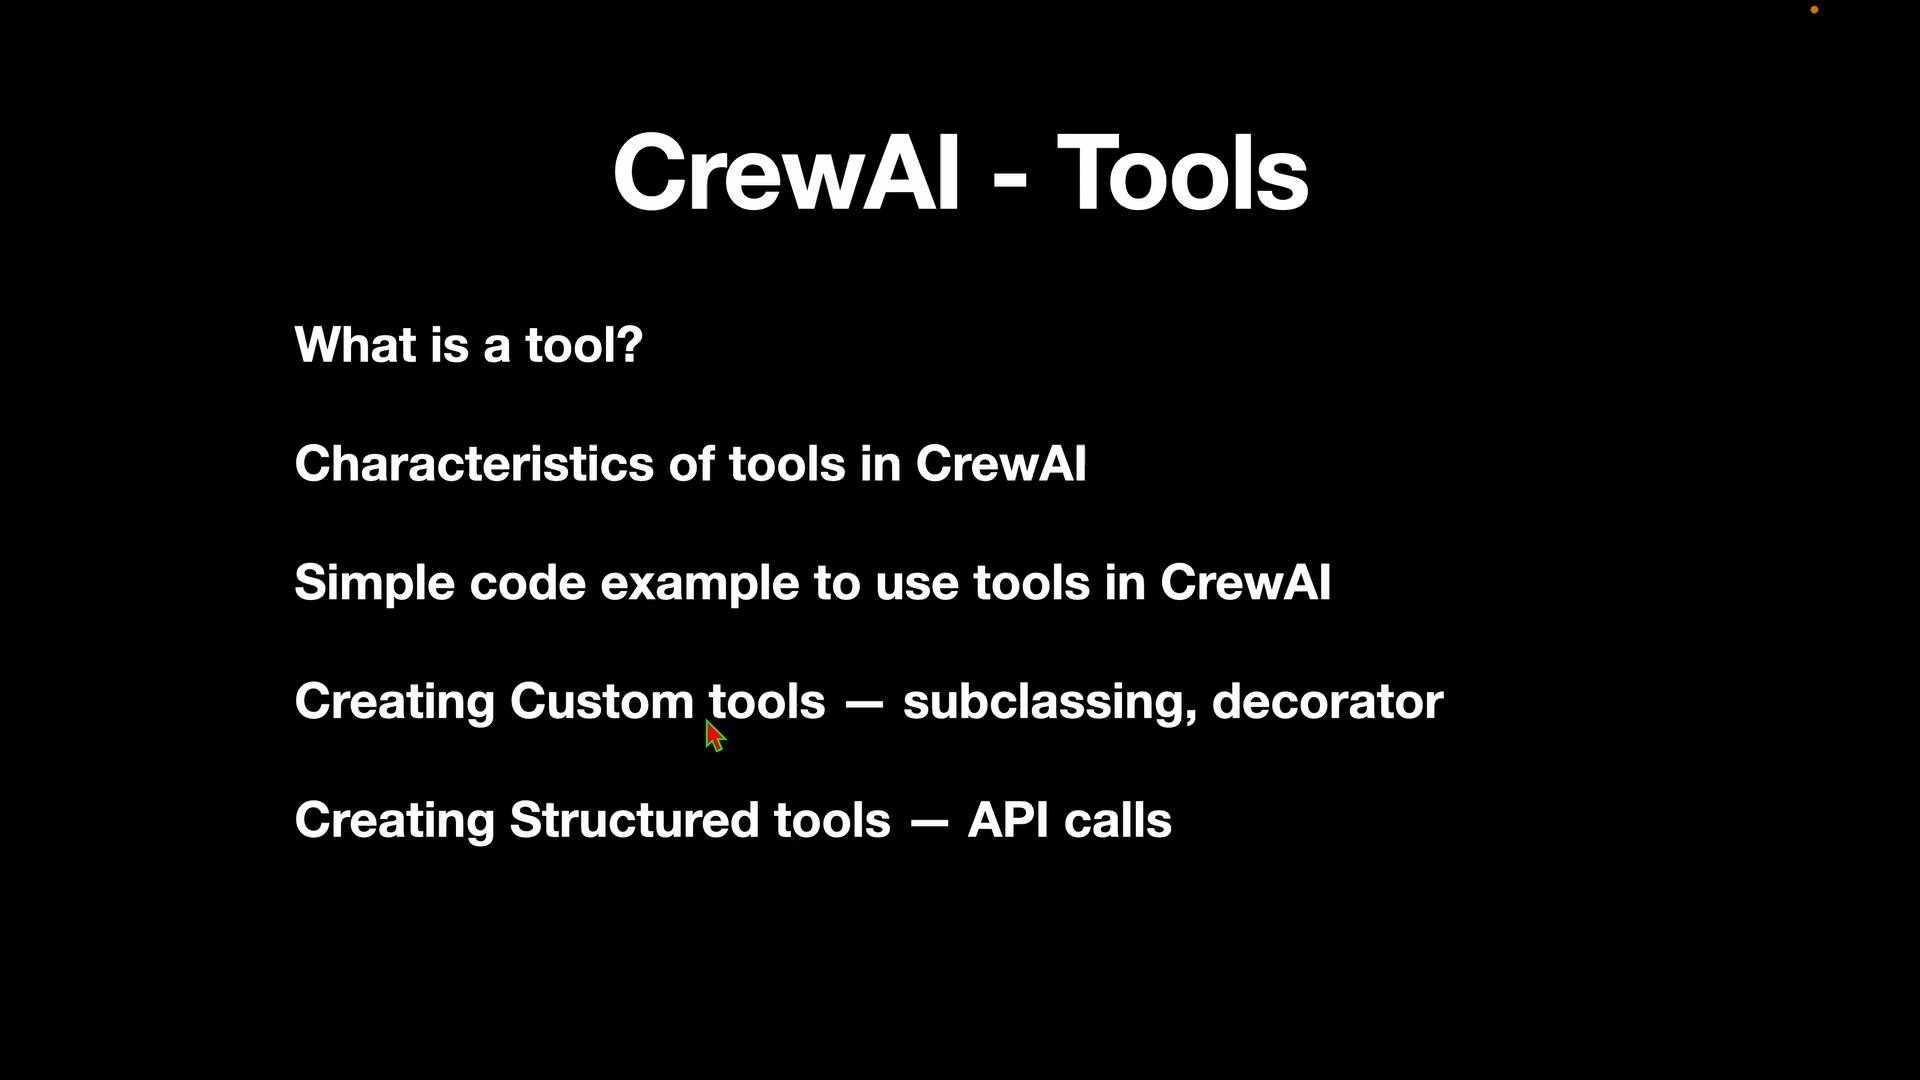 CrewAI - Tools
What is a tool?
Characteristics of tools in CrewAI
Simple code example to use tools in CrewAI
Creating Custom tools — subclassing, decorator
Creating Structured tools — API calls